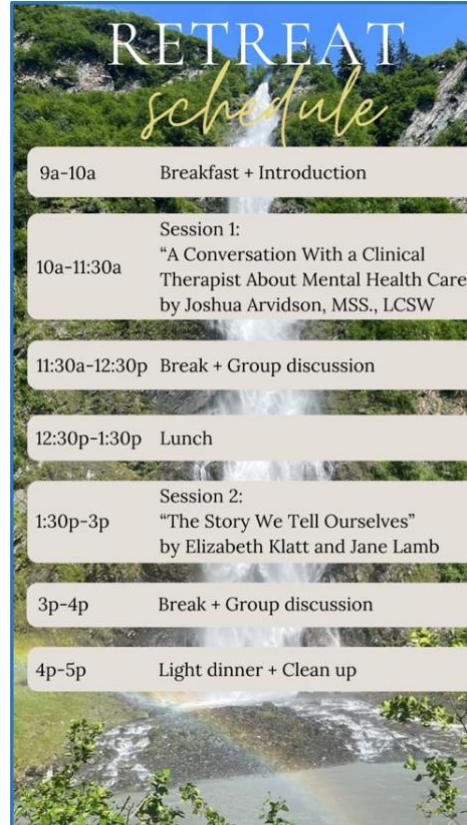 RETREAT
schedule
9a-10a Breakfast + Introduction
Session 1:
10a-11:30a “A Conversation With a Clinical
Therapist About Mental Health Care
by Joshua Arvidson, MSS., LCSW
11:30a-12:30p Break + Group discussion
12:30p-1:30p Lunch
Session 2:
1:30p-3p “The Story We Tell Ourselves”
by Elizabeth Klatt and Jane Lamb
3p-4p Break + Group discussion
4p-5p Light dinner + Clean up